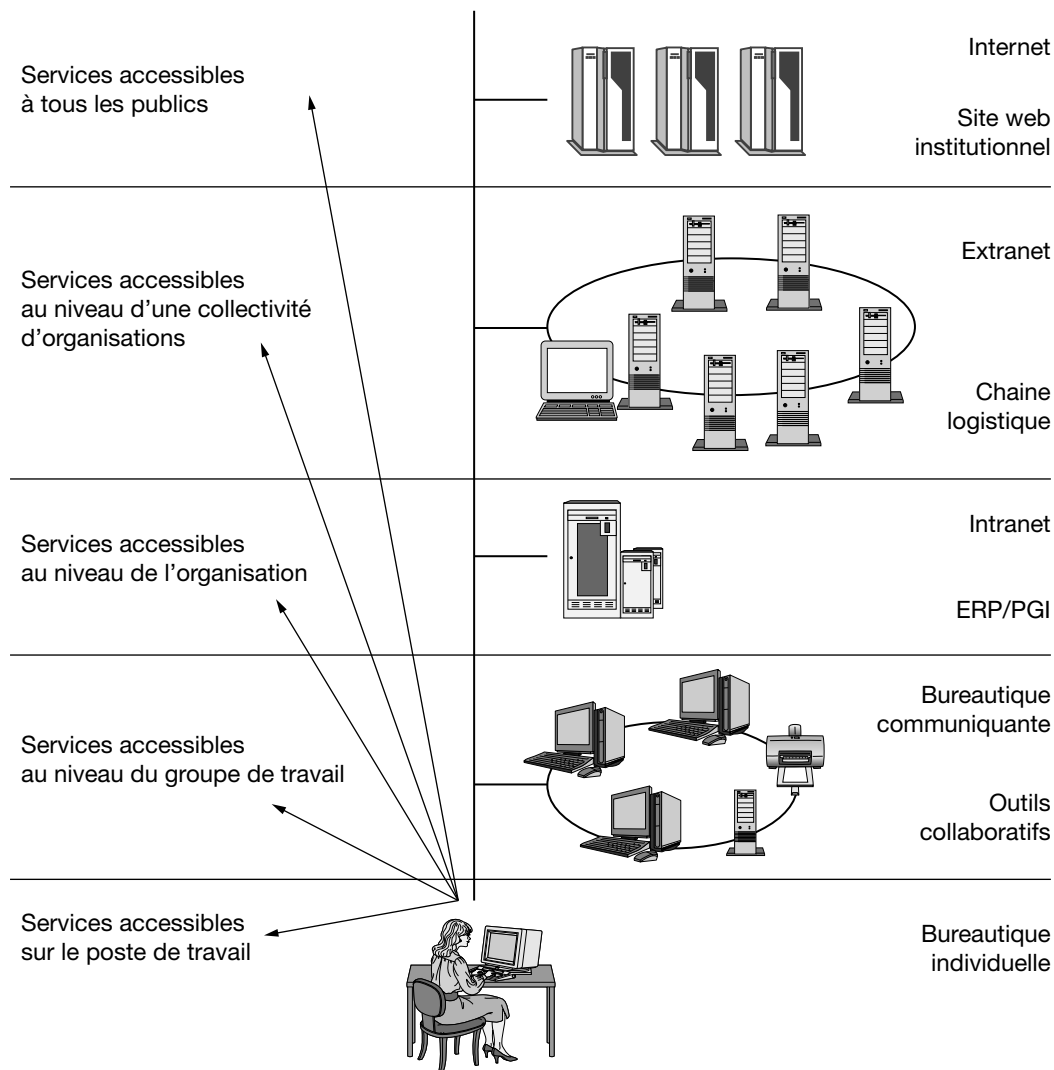 Services accessibles
à tous les publics
Internet
Site web
institutionnel
Services accessibles
au niveau d’une collectivité
d’organisations
Extranet
Chaine
logistique
Services accessibles
au niveau de l’organisation
Intranet
ERP/PGI
Services accessibles
au niveau du groupe de travail
Bureautique
communiquante
Outils
collaboratifs
Services accessibles
sur le poste de travail
Bureautique
individuelle